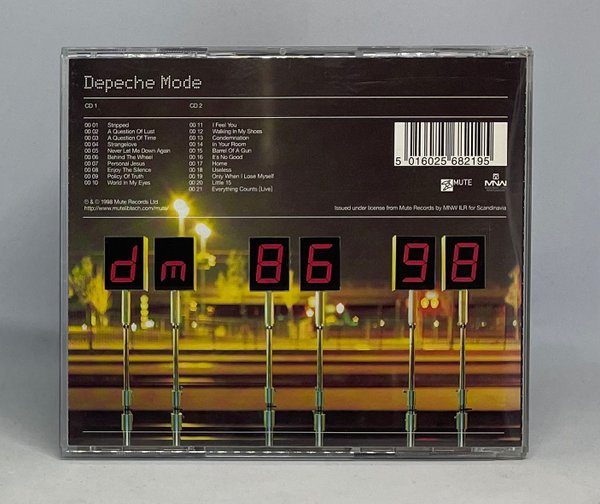 Depeche Mode
CD 1
00 01 Stripped
00 02 A Question Of Lust
00 03 A Question Of Time
00 04 Strangelove
00 05 Never Let Me Down Again
00 06 Behind The Wheel
00 07 Personal Jesus
00 08 Enjoy The Silence
00 09 Policy Of Truth
00 10 World In My Eyes
CD 2
00 11 I Feel You
00 12 Walking In My Shoes
00 13 Condemnation
00 14 In Your Room
00 15 Barrel Of A Gun
00 16 It's No Good
00 17 Home
00 18 Useless
00 19 Only When I Lose Myself
00 20 Little 15
00 21 Everything Counts [Live]
5 016025 682195
MUTE
MNW
℗ & © 1998 Mute Records Ltd
http://www.mutelibtech.com/mute/
Issued under license from Mute Records by MNW ILR for Scandinavia
dm 86 98